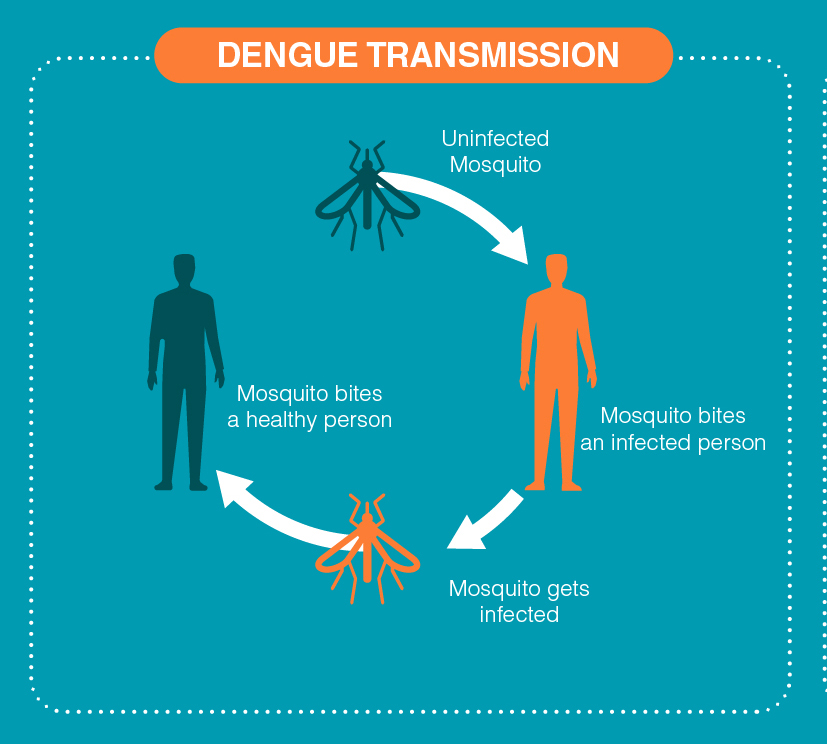 DENGUE TRANSMISSION
Uninfected
Mosquito
Mosquito bites
a healthy person
Mosquito bites
an infected person
Mosquito gets
infected